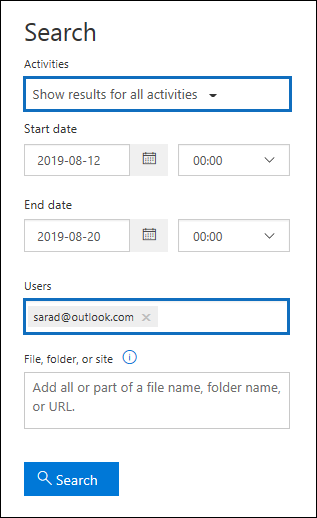 Search
Activities
Show results for all activities
Start date
2019-08-12 00:00
End date
2019-08-20 00:00
Users
sarad@outlook.com ×
File, folder, or site
Add all or part of a file name, folder name,
or URL.
Search